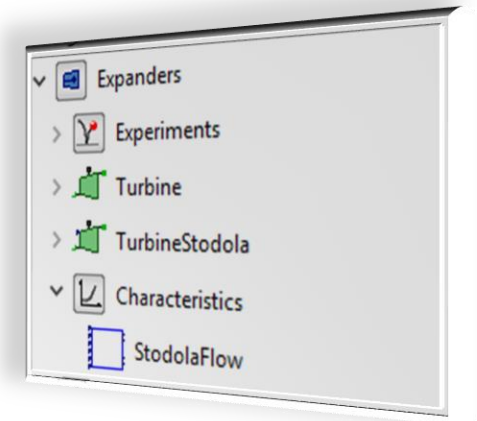 Expanders
Experiments
Turbine
TurbineStodola
Characteristics
StodolaFlow